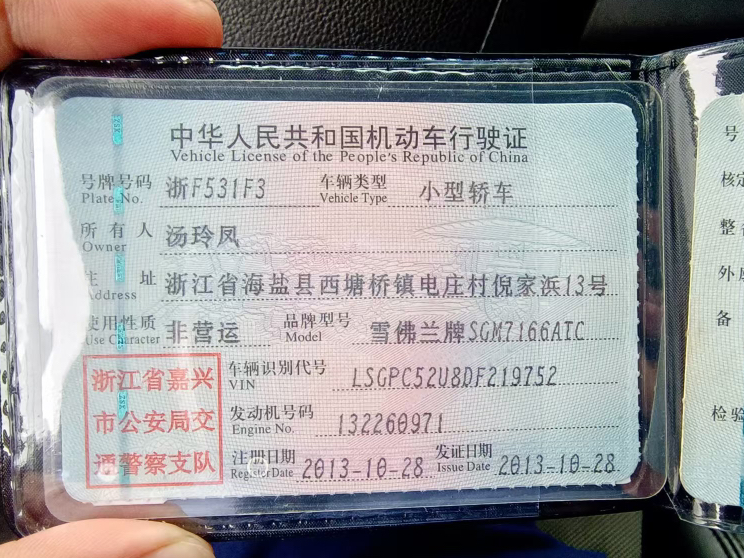 中华人民共和国机动车行驶证
Vehicle License of the People's Republic of China
号牌号码 浙F531F3 车辆类型 小型轿车
Plate No. Vehicle Type
所有人 汤玲凤
Owner
住址 浙江省海盐县西塘桥镇电庄村倪家浜13号
Address
使用性质 非营运 品牌型号 雪佛兰牌SGM7166ATC
Use Character Model
浙江省嘉兴
市公安局交
通警察支队
车辆识别代号 LSGPC52U8DF219752
VIN
发动机号码 132260971
Engine No.
注册日期 2013-10-28 发证日期 2013-10-28
Register Date Issue Date
号
核定
整
外
备
检验